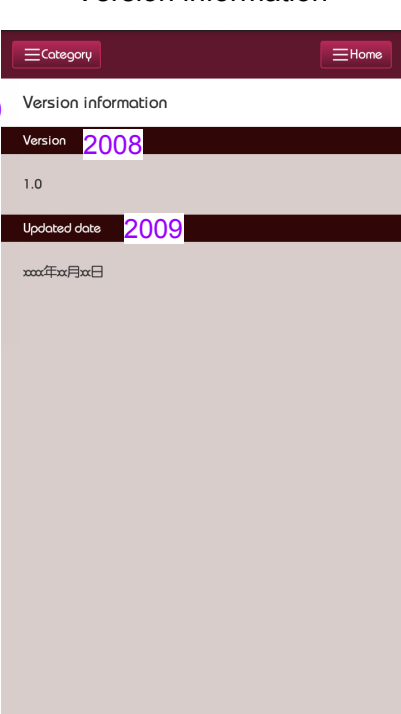 Version information
Category Home
Version information
Version 2008
1.0
Updated date 2009
xxxx年xx月xx日